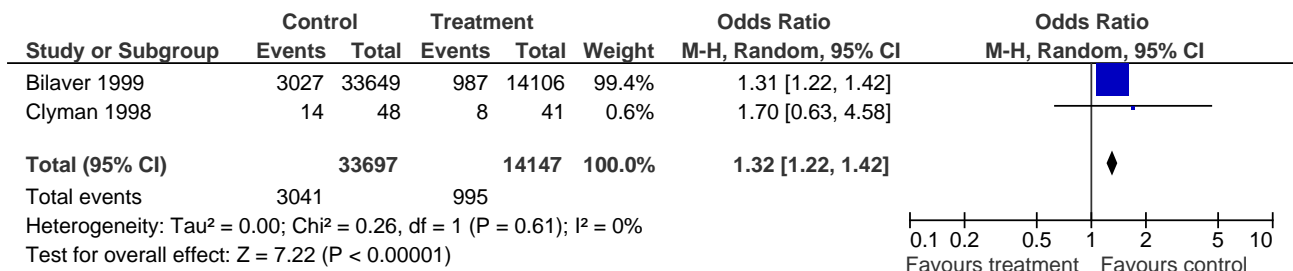 Control Treatment Odds Ratio Odds Ratio
Study or Subgroup Events Total Events Total Weight M-H, Random, 95% CI M-H, Random, 95% CI
Bilaver 1999 3027 33649 987 14106 99.4% 1.31 [1.22, 1.42]
Clyman 1998 14 48 8 41 0.6% 1.70 [0.63, 4.58]
Total (95% CI) 33697 14147 100.0% 1.32 [1.22, 1.42]
Total events 3041 995
Heterogeneity: Tau² = 0.00; Chi² = 0.26, df = 1 (P = 0.61); I² = 0%
Test for overall effect: Z = 7.22 (P < 0.00001)
0.1 0.2 0.5 1 2 5 10
Favours treatment Favours control